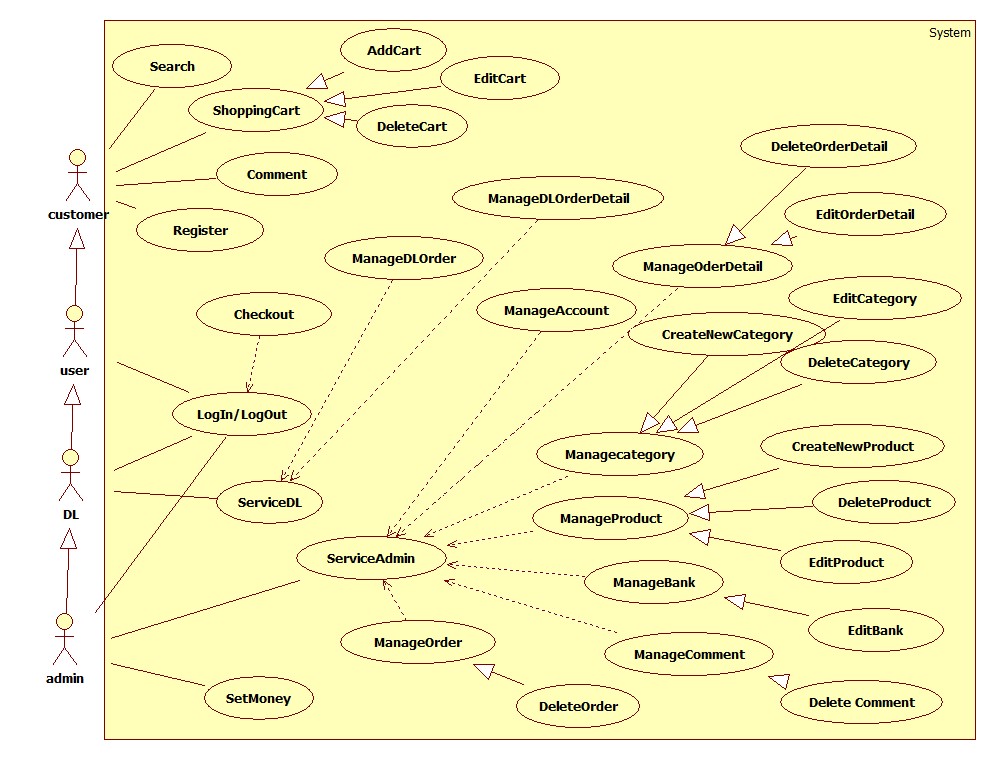 System
AddCart
Search
EditCart
ShoppingCart
DeleteCart
DeleteOrderDetail
Comment
ManageDLOrderDetail
customer
EditOrderDetail
Register
ManageDLOrder
ManageOderDetail
EditCategory
Checkout
ManageAccount
CreateNewCategory
user
DeleteCategory
LogIn/LogOut
CreateNewProduct
Managecategory
ServiceDL
DeleteProduct
DL
ManageProduct
ServiceAdmin
EditProduct
ManageBank
EditBank
ManageOrder
ManageComment
admin
SetMoney
DeleteOrder
Delete Comment